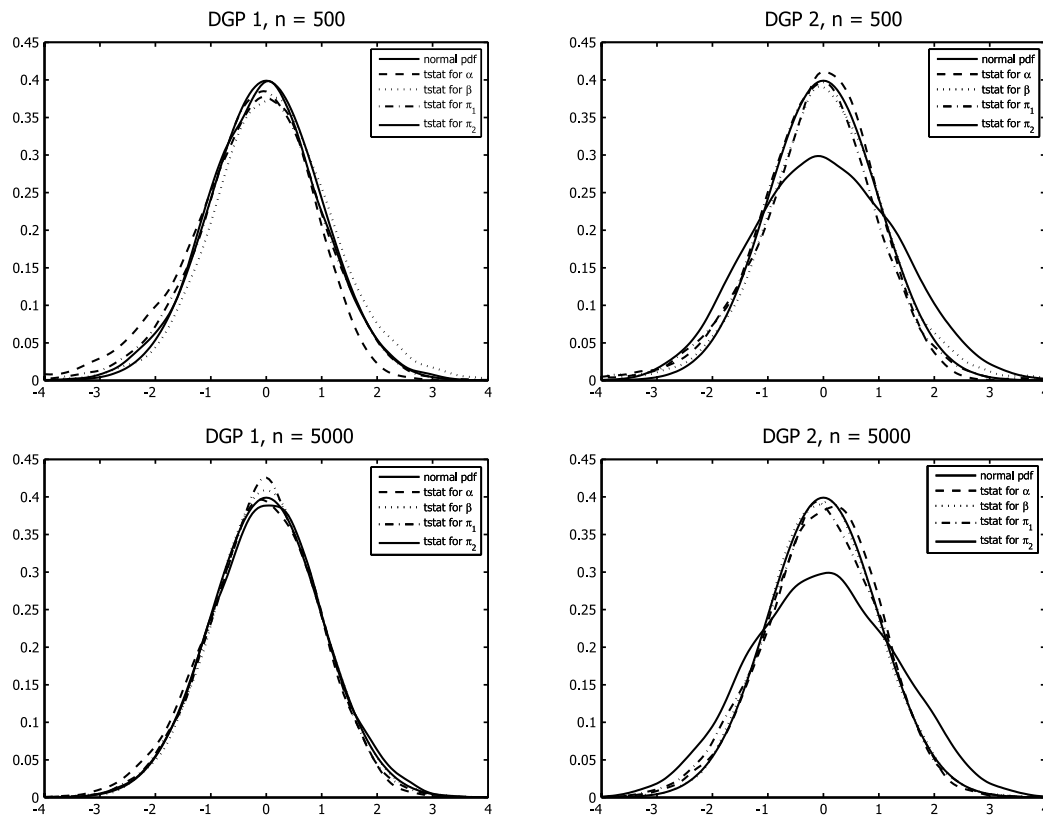 DGP 1, n = 500
0.45
0.4
0.35
0.3
0.25
0.2
0.15
0.1
0.05
0
-4 -3 -2 -1 0 1 2 3 4
normal pdf
tstat for α
tstat for β
tstat for π₁
tstat for π₂
DGP 2, n = 500
0.45
0.4
0.35
0.3
0.25
0.2
0.15
0.1
0.05
0
-4 -3 -2 -1 0 1 2 3 4
normal pdf
tstat for α
tstat for β
tstat for π₁
tstat for π₂
DGP 1, n = 5000
0.45
0.4
0.35
0.3
0.25
0.2
0.15
0.1
0.05
0
-4 -3 -2 -1 0 1 2 3 4
normal pdf
tstat for α
tstat for β
tstat for π₁
tstat for π₂
DGP 2, n = 5000
0.45
0.4
0.35
0.3
0.25
0.2
0.15
0.1
0.05
0
-4 -3 -2 -1 0 1 2 3 4
normal pdf
tstat for α
tstat for β
tstat for π₁
tstat for π₂